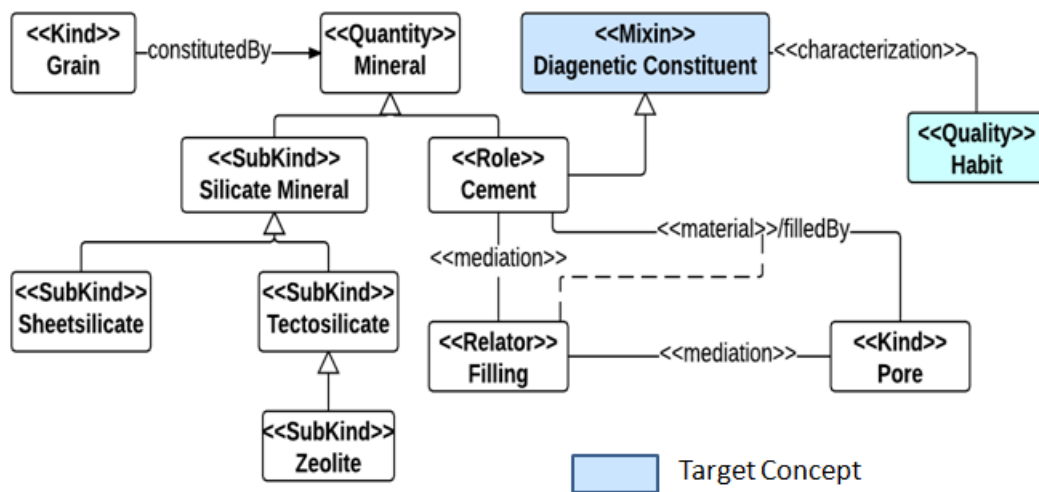 <<Kind>>
Grain
constitutedBy
<<Quantity>>
Mineral
<<Mixin>>
Diagenetic Constituent
<<characterization>>
<<Quality>>
Habit
<<SubKind>>
Silicate Mineral
<<Role>>
Cement
<<material>>/filledBy
<<mediation>>
<<SubKind>>
Sheetsilicate
<<SubKind>>
Tectosilicate
<<Relator>>
Filling
<<mediation>>
<<Kind>>
Pore
<<SubKind>>
Zeolite
Target Concept